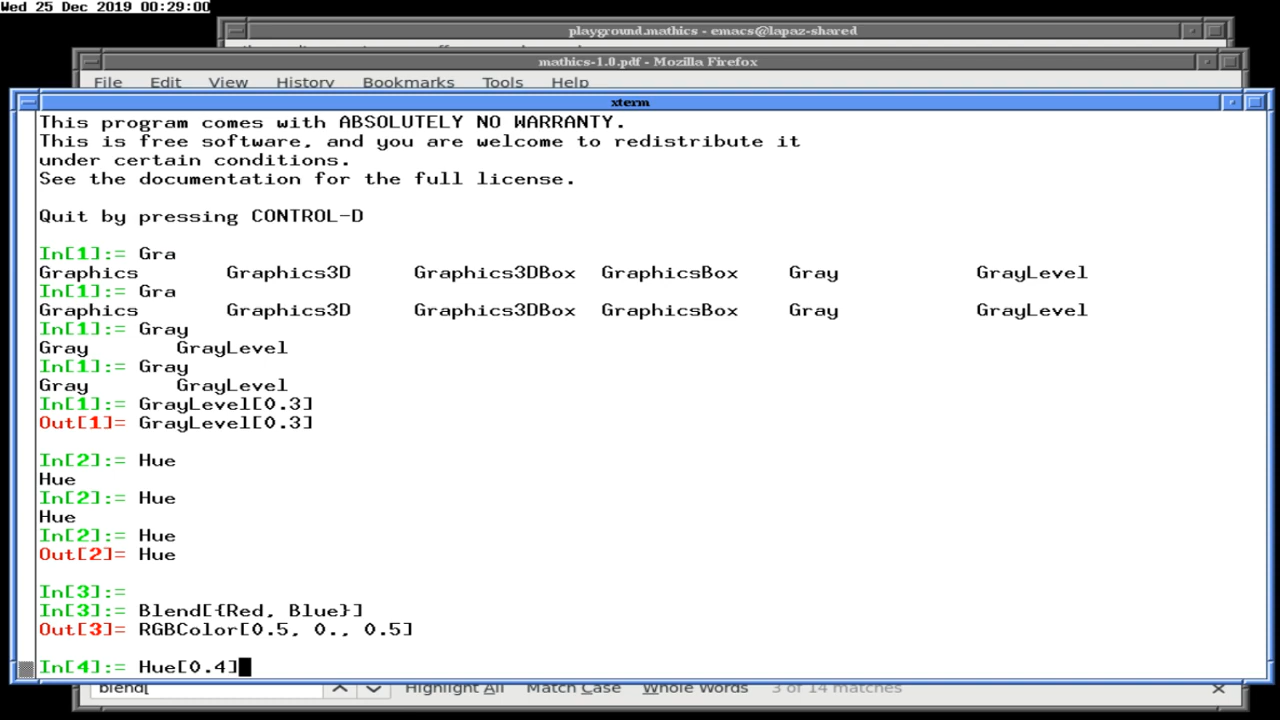 Wed 25 Dec 2019 00:29:00
playground.mathics - emacs@lapaz-shared
mathics-1.0.pdf - Mozilla Firefox
File Edit View History Bookmarks Tools Help
xterm
This program comes with ABSOLUTELY NO WARRANTY.
This is free software, and you are welcome to redistribute it
under certain conditions.
See the documentation for the full license.
Quit by pressing CONTROL-D
In[1]:= Gra
Graphics Graphics3D Graphics3DBox GraphicsBox Gray GrayLevel
In[1]:= Gra
Graphics Graphics3D Graphics3DBox GraphicsBox Gray GrayLevel
In[1]:= Gray
Gray GrayLevel
In[1]:= Gray
Gray GrayLevel
In[1]:= GrayLevel[0.3]
Out[1]= GrayLevel[0.3]
In[2]:= Hue
Hue
In[2]:= Hue
Hue
In[2]:= Hue
Out[2]= Hue
In[3]:=
In[3]:= Blend[{Red, Blue}]
Out[3]= RGBColor[0.5, 0., 0.5]
In[4]:= Hue[0.4]
blend[ Highlight All Match Case Whole Words 3 of 14 matches